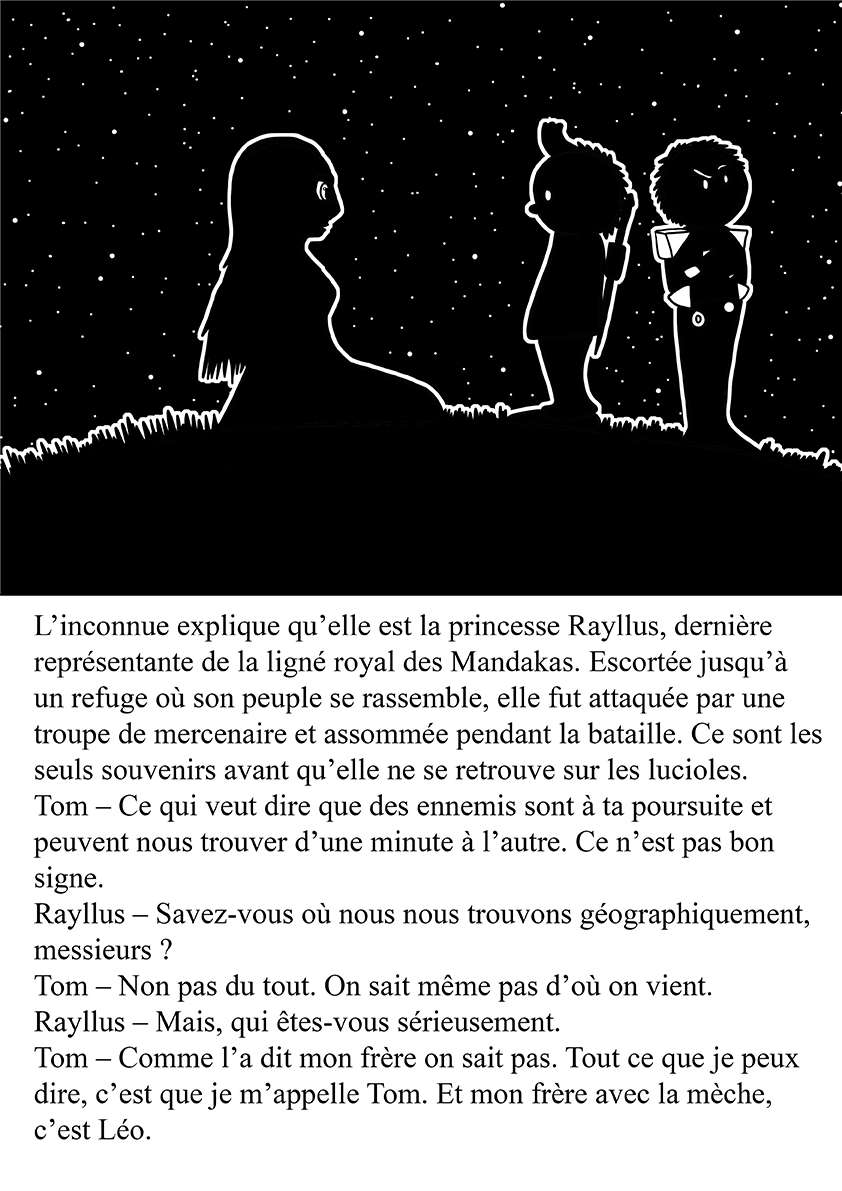 L’inconnue explique qu’elle est la princesse Rayllus, dernière
représentante de la ligné royal des Mandakas. Escortée jusqu’à
un refuge où son peuple se rassemble, elle fut attaquée par une
troupe de mercenaire et assommée pendant la bataille. Ce sont les
seuls souvenirs avant qu’elle ne se retrouve sur les lucioles.
Tom – Ce qui veut dire que des ennemis sont à ta poursuite et
peuvent nous trouver d’une minute à l’autre. Ce n’est pas bon
signe.
Rayllus – Savez-vous où nous nous trouvons géographiquement,
messieurs ?
Tom – Non pas du tout. On sait même pas d’où on vient.
Rayllus – Mais, qui êtes-vous sérieusement.
Tom – Comme l’a dit mon frère on sait pas. Tout ce que je peux
dire, c’est que je m’appelle Tom. Et mon frère avec la mèche,
c’est Léo.